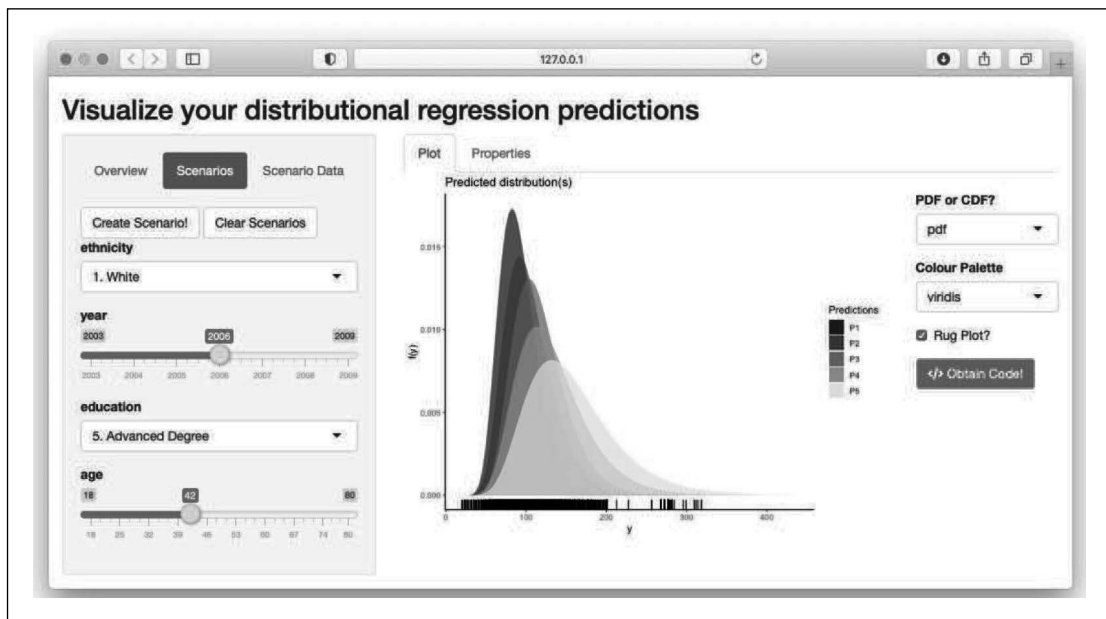 127.0.0.1
Visualize your distributional regression predictions
Overview Scenarios Scenario Data
Create Scenario! Clear Scenarios
ethnicity
1. White
year
2003 2006 2009
2003 2004 2005 2006 2007 2008 2009
education
5. Advanced Degree
age
18 42 80
18 25 32 39 46 53 60 67 74 80
Plot Properties
Predicted distribution(s)
0.015
0.010
0.005
0.000
f(y)
0 100 200 300 400
y
Predictions
P1
P2
P3
P4
P5
PDF or CDF?
pdf
Colour Palette
viridis
Rug Plot?
</> Obtain Code!